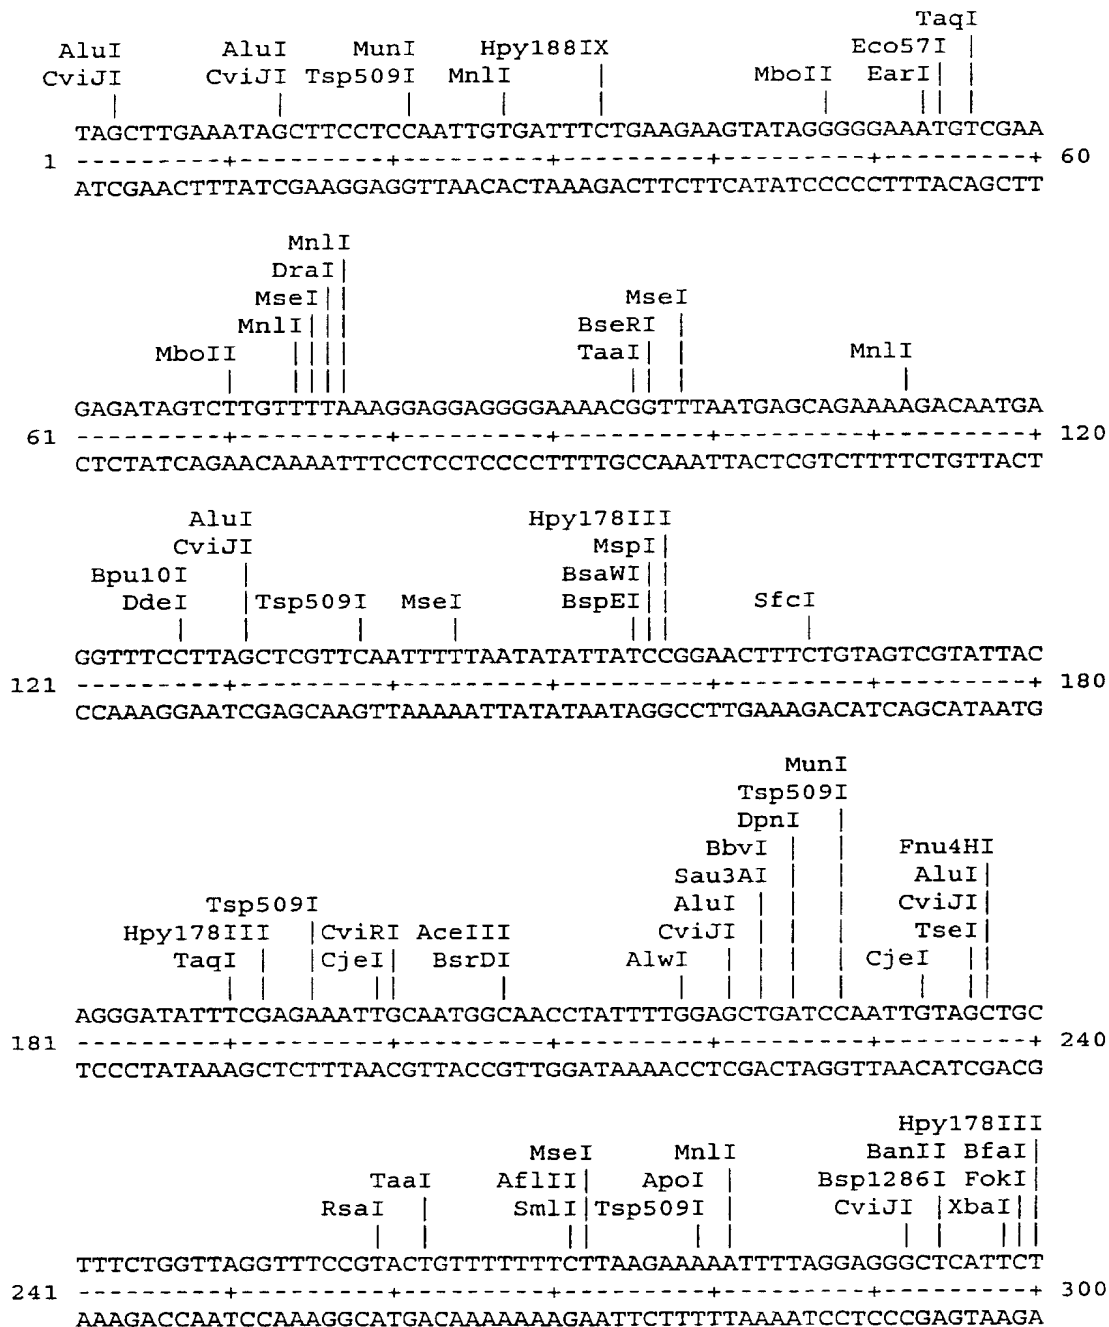 TaqI
AluI AluI MunI Hpy188IX Eco57I
CviJI CviJI Tsp509I MnlI MboII EarI
TAGCTTGAAATAGCTTCCTCCAATTGTGATTTCTGAAGAAGTATAGGGGGAAATGTCGAA
1 ---------+---------+---------+---------+---------+---------+ 60
ATCGAACTTTATCGAAGGAGGTTAACACTAAAGACTTCTTCATATCCCCCTTTACAGCTT
MnlI
DraI
MseI MseI
MnlI BseRI
MboII TaaI MnlI
GAGATAGTCTTGTTTTTAAAGGAGGAGGGGAAAACGGTTTAATGAGCAGAAAAGACAATGA
61 ---------+---------+---------+---------+---------+---------+ 120
CTCTATCAGAACAAAATTTCCTCCTCCCCTTTTGCCAAATTACTCGTCTTTTCTGTTACT
AluI Hpy178III
CviJI MspI
Bpu10I BsaWI
DdeI Tsp509I MseI BspEI SfcI
GGTTTCCTTAGCTCGTTCAATTTTTAATATATTATCCGGAACTTTCTGTAGTCGTATTAC
121 ---------+---------+---------+---------+---------+---------+ 180
CCAAAGGAATCGAGCAAGTTAAAAATTATATAATAGGCCTTGAAAGACATCAGCATAATG
MunI
Tsp509I
DpnI
BbvI Fnu4HI
Sau3AI AluI
Tsp509I AluI CviJI
Hpy178III CviRI AceIII CviJI TseI
TaqI CjeI BsrDI AlwI CjeI
AGGGATATTTCGAGAAATTGCAATGGCAACCTATTTTGGAGCTGATCCAATTGTAGCTGC
181 ---------+---------+---------+---------+---------+---------+ 240
TCCCTATAAAGCTCTTTAACGTTACCGTTGGATAAAACCTCGACTAGGTTAACATCGACG
Hpy178III
MseI MnlI BanII BfaI
TaaI AflII ApoI Bsp1286I FokI
RsaI SmlI Tsp509I CviJI XbaI
TTTCTGGTTAGGTTTCCGTACTGTTTTTTTCTTAAGAAAAATTTTAGGAGGGCTCATTCT
241 ---------+---------+---------+---------+---------+---------+ 300
AAAGACCAATCCAAAGGCATGACAAAAAAAGAATTCTTTTTAAAATCCTCCCGAGTAAGA